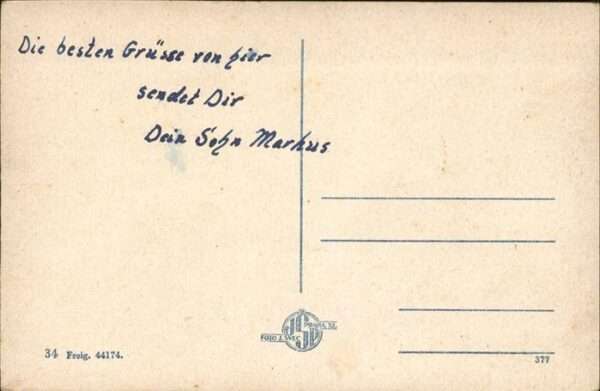 Die besten Grüsse von hier
sendet Dir
Dein Sohn Markus
34 Freig. 44174.
377